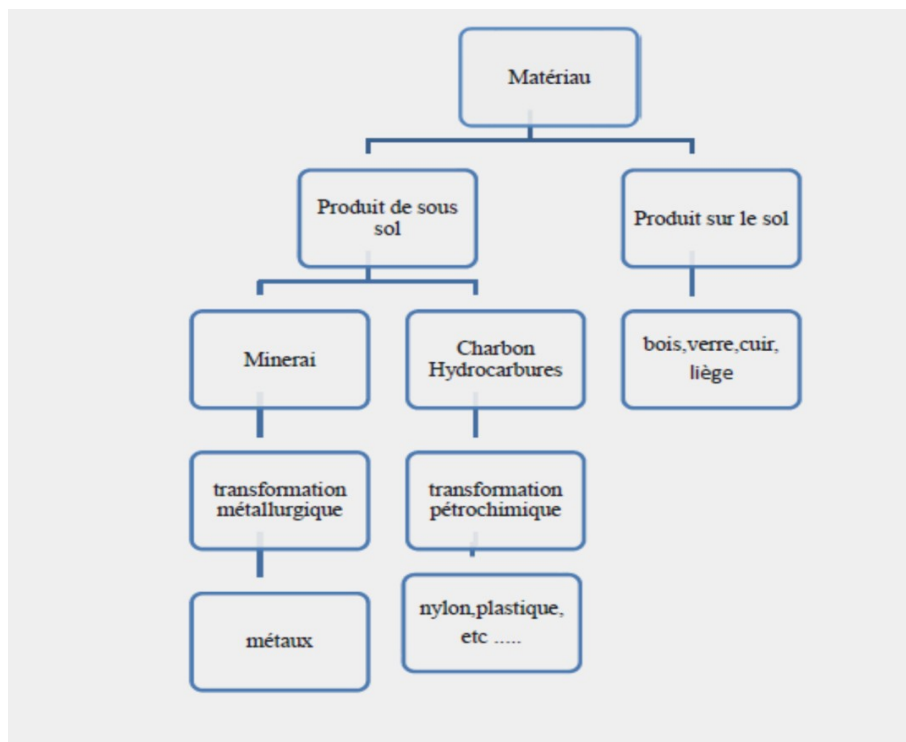 Matériau
Produit de sous
sol
Produit sur le sol
Minerai
Charbon
Hydrocarbures
bois,verre,cuir,
liège
transformation
métallurgique
transformation
pétrochimique
métaux
nylon,plastique,
etc .....